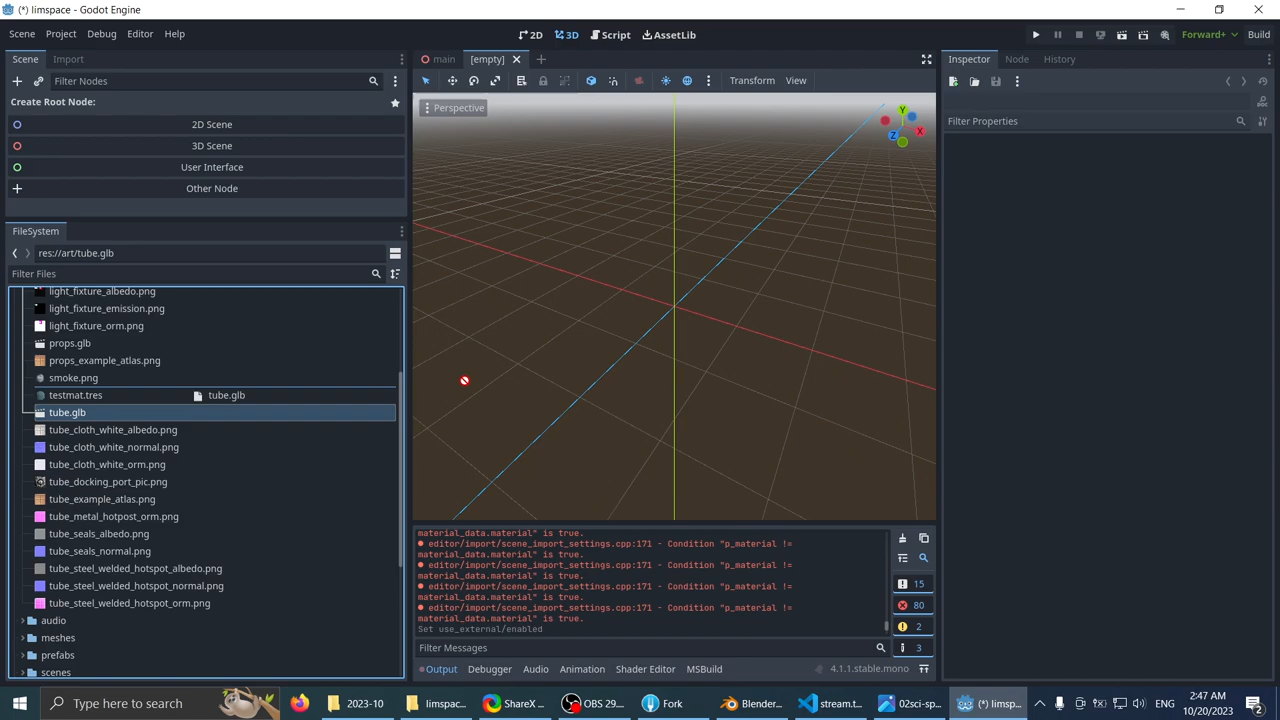 (*) limspace - Godot Engine
Scene Project Debug Editor Help
2D 3D Script AssetLib
Forward+ Build
Scene Import
main [empty]
Inspector Node History
Filter Nodes
Transform View
Create Root Node:
Perspective
Y
X
Z
Filter Properties
2D Scene
3D Scene
User Interface
Other Node
FileSystem
res://art/tube.glb
Filter Files
light_fixture_albedo.png
light_fixture_emission.png
light_fixture_orm.png
props.glb
props_example_atlas.png
smoke.png
testmat.tres tube.glb
tube.glb
tube_cloth_white_albedo.png
tube_cloth_white_normal.png
tube_cloth_white_orm.png
tube_docking_port_pic.png
tube_example_atlas.png
tube_metal_hotpost_orm.png
tube_seals_albedo.png
tube_seals_normal.png
tube_steel_welded_hotspot_albedo.png
tube_steel_welded_hotspot_normal.png
tube_steel_welded_hotspot_orm.png
audio
meshes
prefabs
scenes
material_data.material" is true.
editor/import/scene_import_settings.cpp:171 - Condition "p_material !=
material_data.material" is true.
editor/import/scene_import_settings.cpp:171 - Condition "p_material !=
material_data.material" is true.
editor/import/scene_import_settings.cpp:171 - Condition "p_material !=
material_data.material" is true.
editor/import/scene_import_settings.cpp:171 - Condition "p_material !=
material_data.material" is true.
Set use_external/enabled
15
80
2
3
Filter Messages
Output Debugger Audio Animation Shader Editor MSBuild
4.1.1.stable.mono
Type here to search
2023-10
limspac...
ShareX ...
OBS 29....
Fork
Blender...
stream.t...
02sci-sp...
(*) limsp...
ENG
2:47 AM
10/20/2023
2